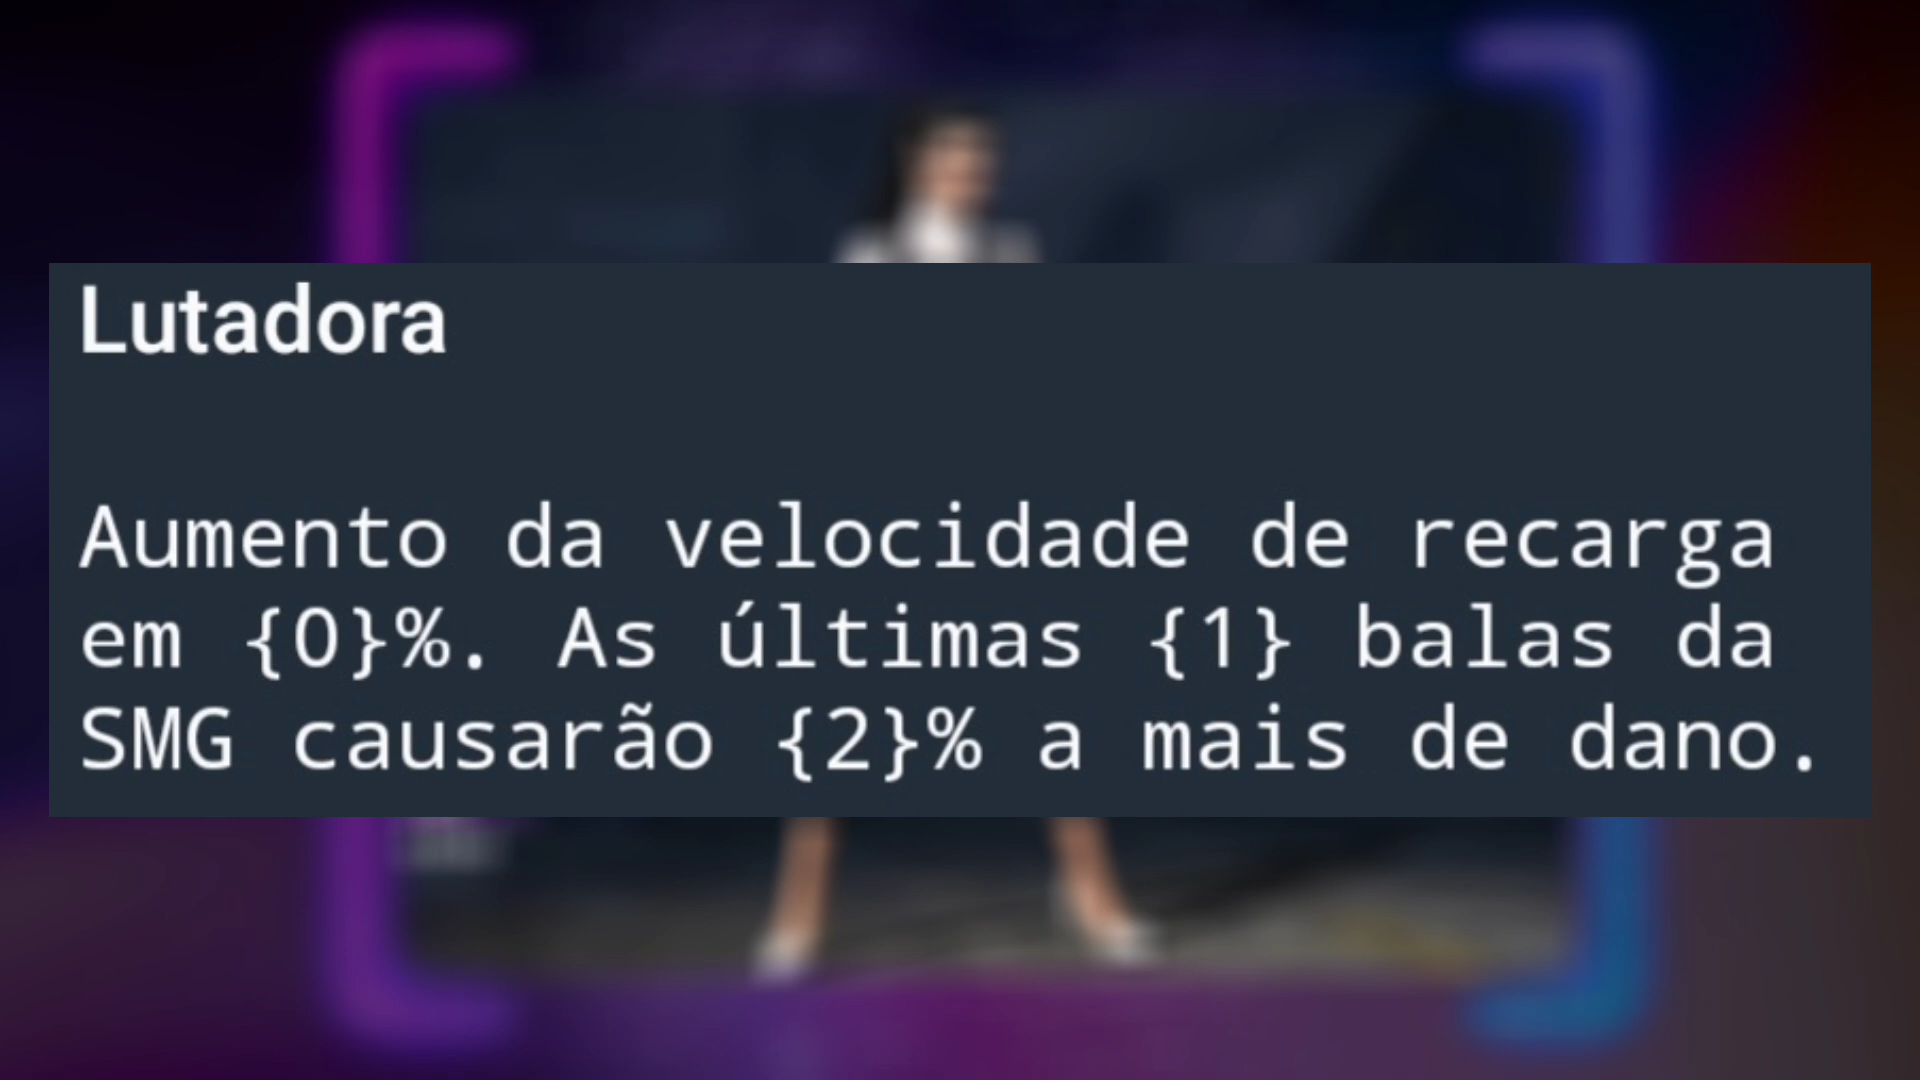 Lutadora
Aumento da velocidade de recarga
em {0}%. As últimas {1} balas da
SMG causarão {2}% a mais de dano.